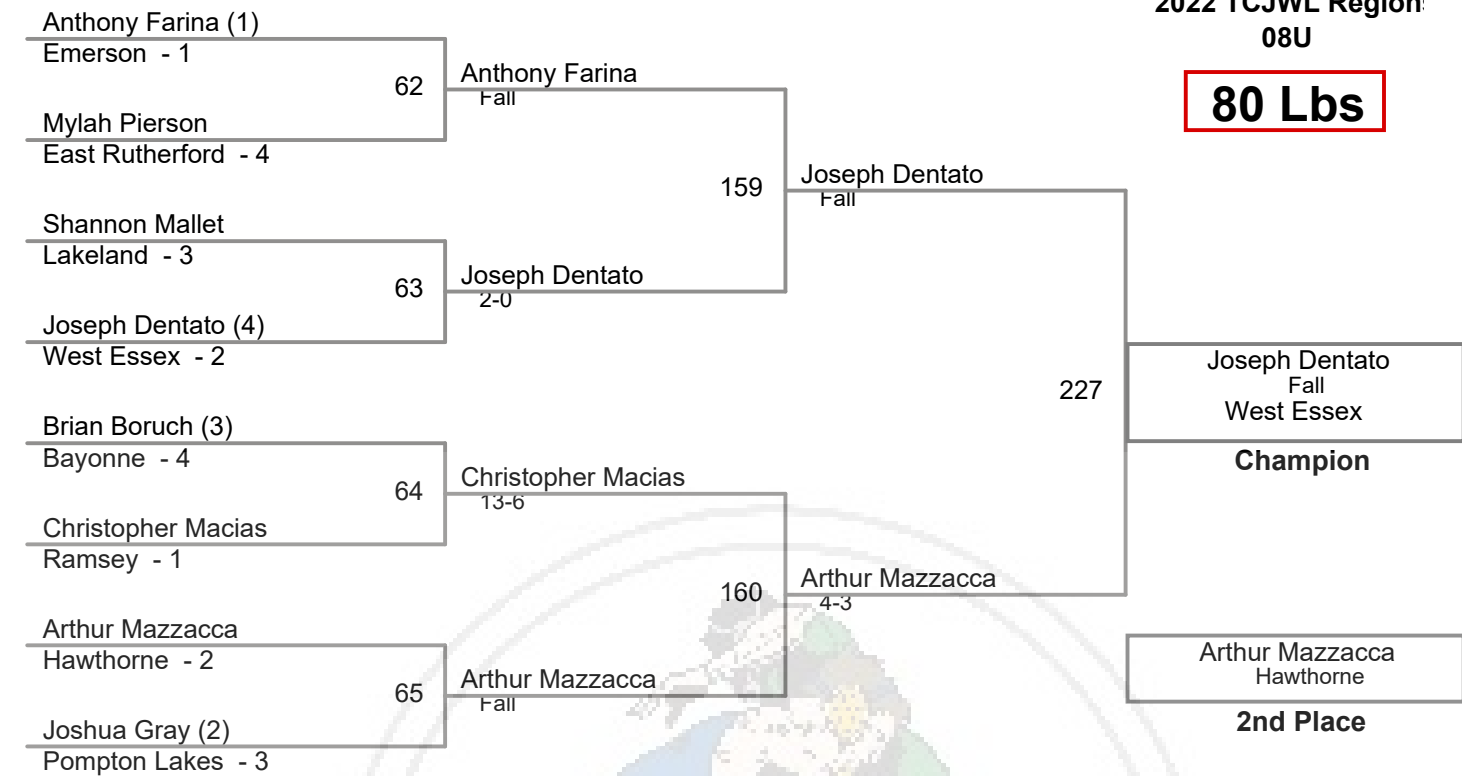 2022 TCJWL Region
08U
80 Lbs
Anthony Farina (1)
Emerson - 1
62
Anthony Farina
Fall
Mylah Pierson
East Rutherford - 4
159
Joseph Dentato
Fall
Shannon Mallet
Lakeland - 3
63
Joseph Dentato
2-0
Joseph Dentato (4)
West Essex - 2
227
Joseph Dentato
Fall
West Essex
Champion
Brian Boruch (3)
Bayonne - 4
64
Christopher Macias
13-6
Christopher Macias
Ramsey - 1
160
Arthur Mazzacca
4-3
Arthur Mazzacca
Hawthorne - 2
65
Arthur Mazzacca
Fall
Joshua Gray (2)
Pompton Lakes - 3
Arthur Mazzacca
Hawthorne
2nd Place